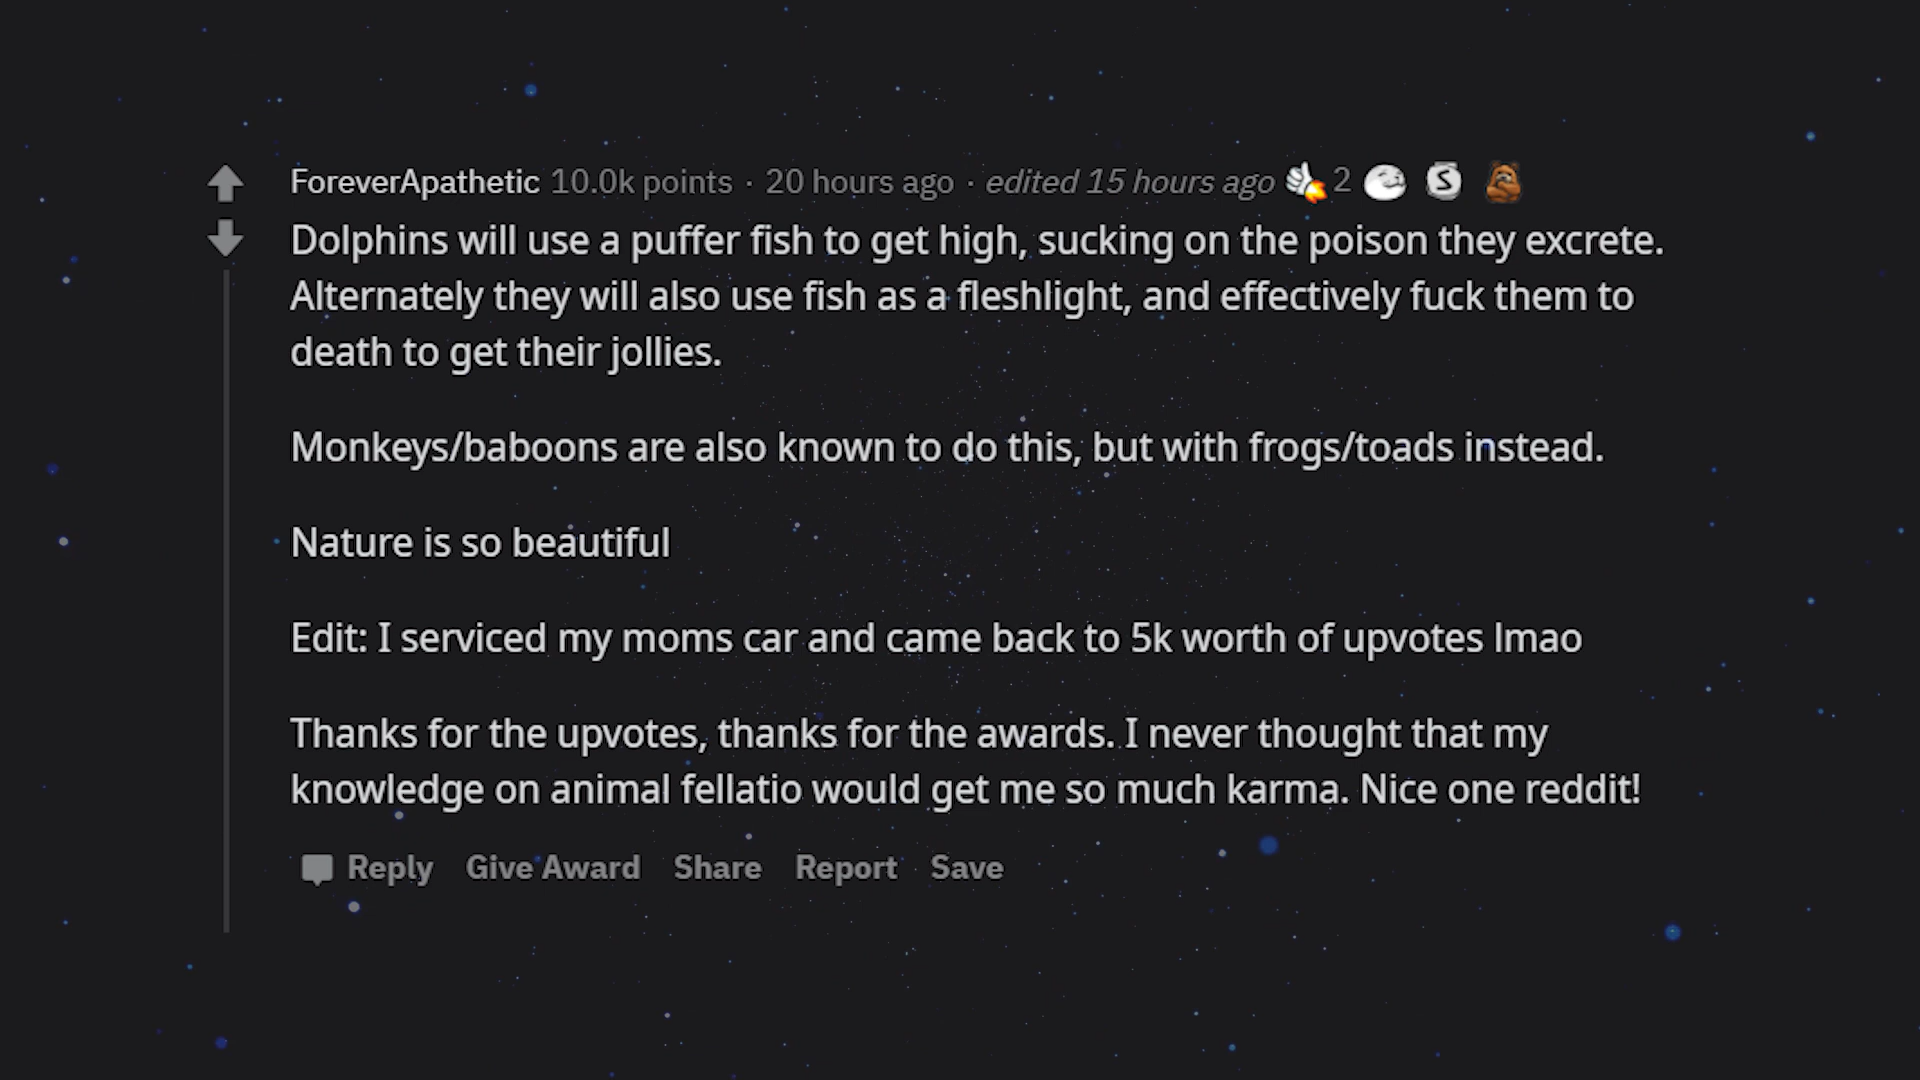 ForeverApathetic 10.0k points · 20 hours ago · edited 15 hours ago 2 S
Dolphins will use a puffer fish to get high, sucking on the poison they excrete.
Alternately they will also use fish as a fleshlight, and effectively fuck them to
death to get their jollies.
Monkeys/baboons are also known to do this, but with frogs/toads instead.
Nature is so beautiful
Edit: I serviced my moms car and came back to 5k worth of upvotes lmao
Thanks for the upvotes, thanks for the awards. I never thought that my
knowledge on animal fellatio would get me so much karma. Nice one reddit!
Reply Give Award Share Report Save